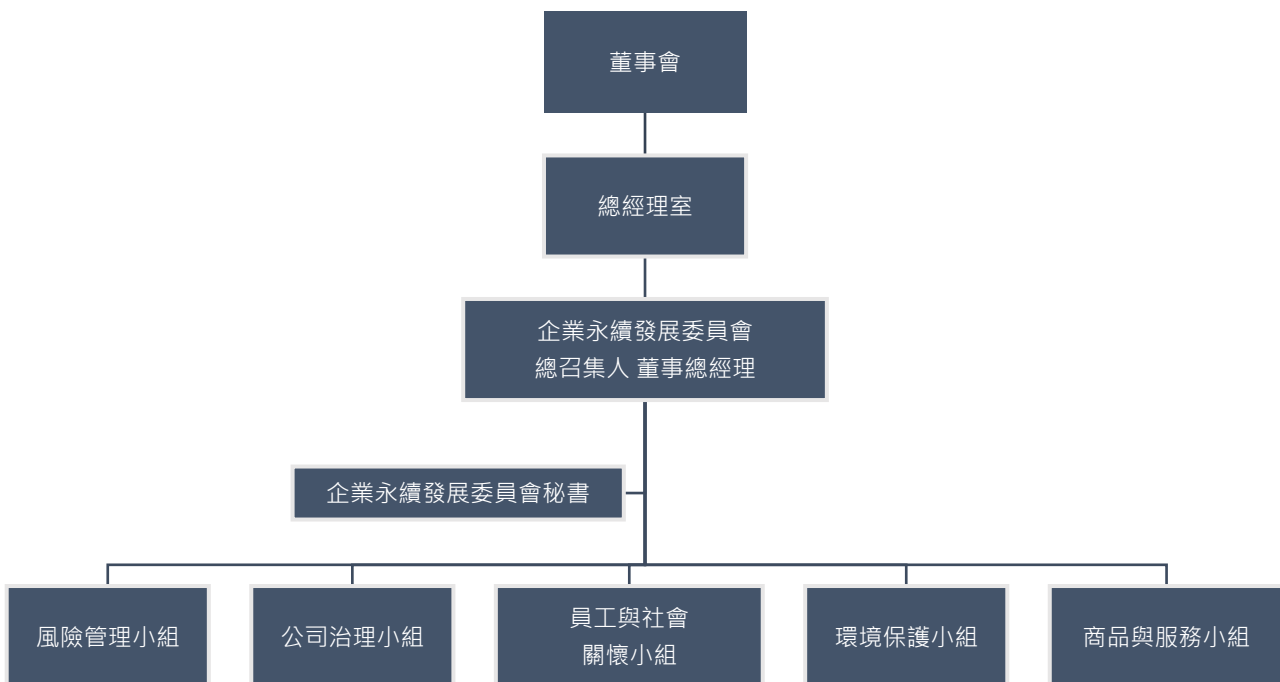 董事會
總經理室
企業永續發展委員會
總召集人 董事總經理
企業永續發展委員會秘書
風險管理小組
公司治理小組
員工與社會
關懷小組
環境保護小組
商品與服務小組